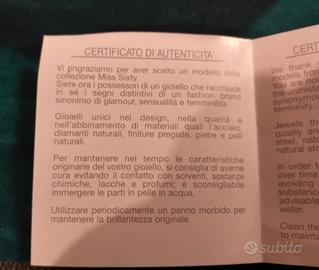 CERTIFICATO DI AUTENTICITA'
Vi ringraziamo per aver scelto un modello della
collezione Miss Sixty.
Siete ora i possessori di un gioiello che racchiude
in sé i segni distintivi di un fashion brand
sinonimo di glamour, sensualità e femminilità.
Gioielli unici nel design, nella qualità e
nell'abbinamento di materiali quali l'acciaio,
diamanti naturali, finiture pregiate, pietre e pelli
naturali.
Per mantenere nel tempo le caratteristiche
originarie del vostro gioiello, si consiglia di averne
cura evitando il contatto con solventi, sostanze
chimiche, lacche e profumi; è sconsigliabile
immergere le parti in pelle in acqua.
Utilizzare periodicamente un panno morbido per
mantenere la brillantezza originale.
CERT
We thank
models from
You are now
the unmista
synonymous
femininity.
Jewels th
quality and
steel, natu
natural sto
In order t
over time
avoiding
substance
advisable
water.
Clean the
to mainta
subito